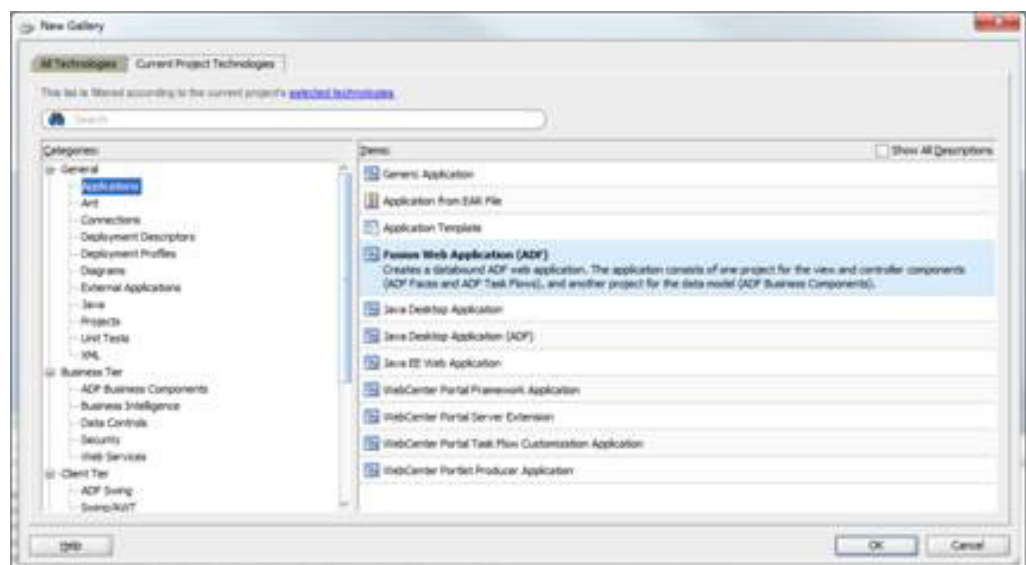 New Gallery
All Technologies Current Project Technologies
This list is filtered according to the current project's selected technologies.
Search
Categories: Items: Show All Descriptions
General
Applications
Ant
Connections
Deployment Descriptors
Deployment Profiles
Diagrams
External Applications
Java
Projects
Unit Tests
XML
Business Tier
ADF Business Components
Business Intelligence
Data Controls
Security
Web Services
Client Tier
ADF Swing
Swing/AWT
Generic Application
Application from EAR File
Application Template
Fusion Web Application (ADF)
Creates a databound ADF web application. The application consists of one project for the view and controller components
(ADF Faces and ADF Task Flows), and another project for the data model (ADF Business Components).
Java Desktop Application
Java Desktop Application (ADF)
Java EE Web Application
WebCenter Portal Framework Application
WebCenter Portal Server Extension
WebCenter Portal Task Flow Customization Application
WebCenter Portlet Producer Application
Help OK Cancel